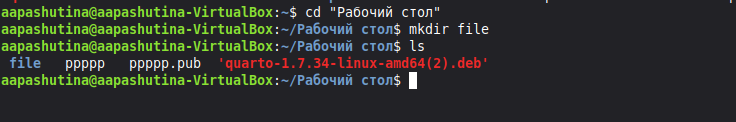 aapashutina@aapashutina-VirtualBox:~$ cd "Рабочий стол"
aapashutina@aapashutina-VirtualBox:~/Рабочий стол$ mkdir file
aapashutina@aapashutina-VirtualBox:~/Рабочий стол$ ls
file   ppppp   ppppp.pub  'quarto-1.7.34-linux-amd64(2).deb'
aapashutina@aapashutina-VirtualBox:~/Рабочий стол$